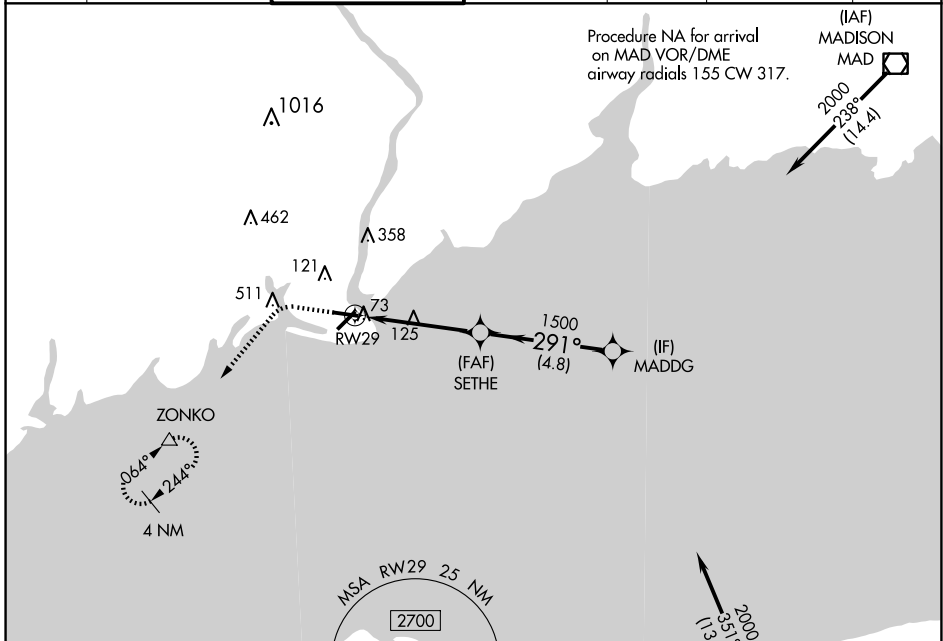 (IAF)
MADISON
MAD
Procedure NA for arrival
on MAD VOR/DME
airway radials 155 CW 317.
2000
238°
(14.4)
1016
462
358
121
511
73
125
RW29
1500
291°
(4.8)
(FAF)
SETHE
(IF)
MADDG
ZONKO
064°
244°
4 NM
MSA RW29 25 NM
2700
2000
351°
(13